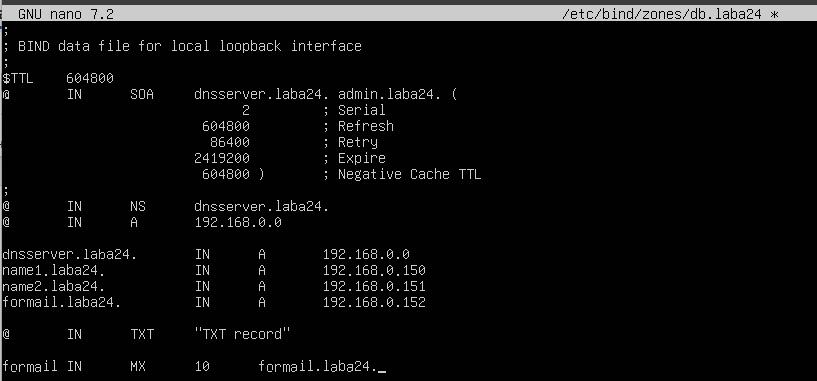 GNU nano 7.2 /etc/bind/zones/db.laba24 *
;
; BIND data file for local loopback interface
;
$TTL 604800
@ IN SOA dnsserver.laba24. admin.laba24. (
2 ; Serial
604800 ; Refresh
86400 ; Retry
2419200 ; Expire
604800 ) ; Negative Cache TTL
;
@ IN NS dnsserver.laba24.
@ IN A 192.168.0.0
dnsserver.laba24. IN A 192.168.0.0
name1.laba24. IN A 192.168.0.150
name2.laba24. IN A 192.168.0.151
formail.laba24. IN A 192.168.0.152
@ IN TXT "TXT record"
formail IN MX 10 formail.laba24._